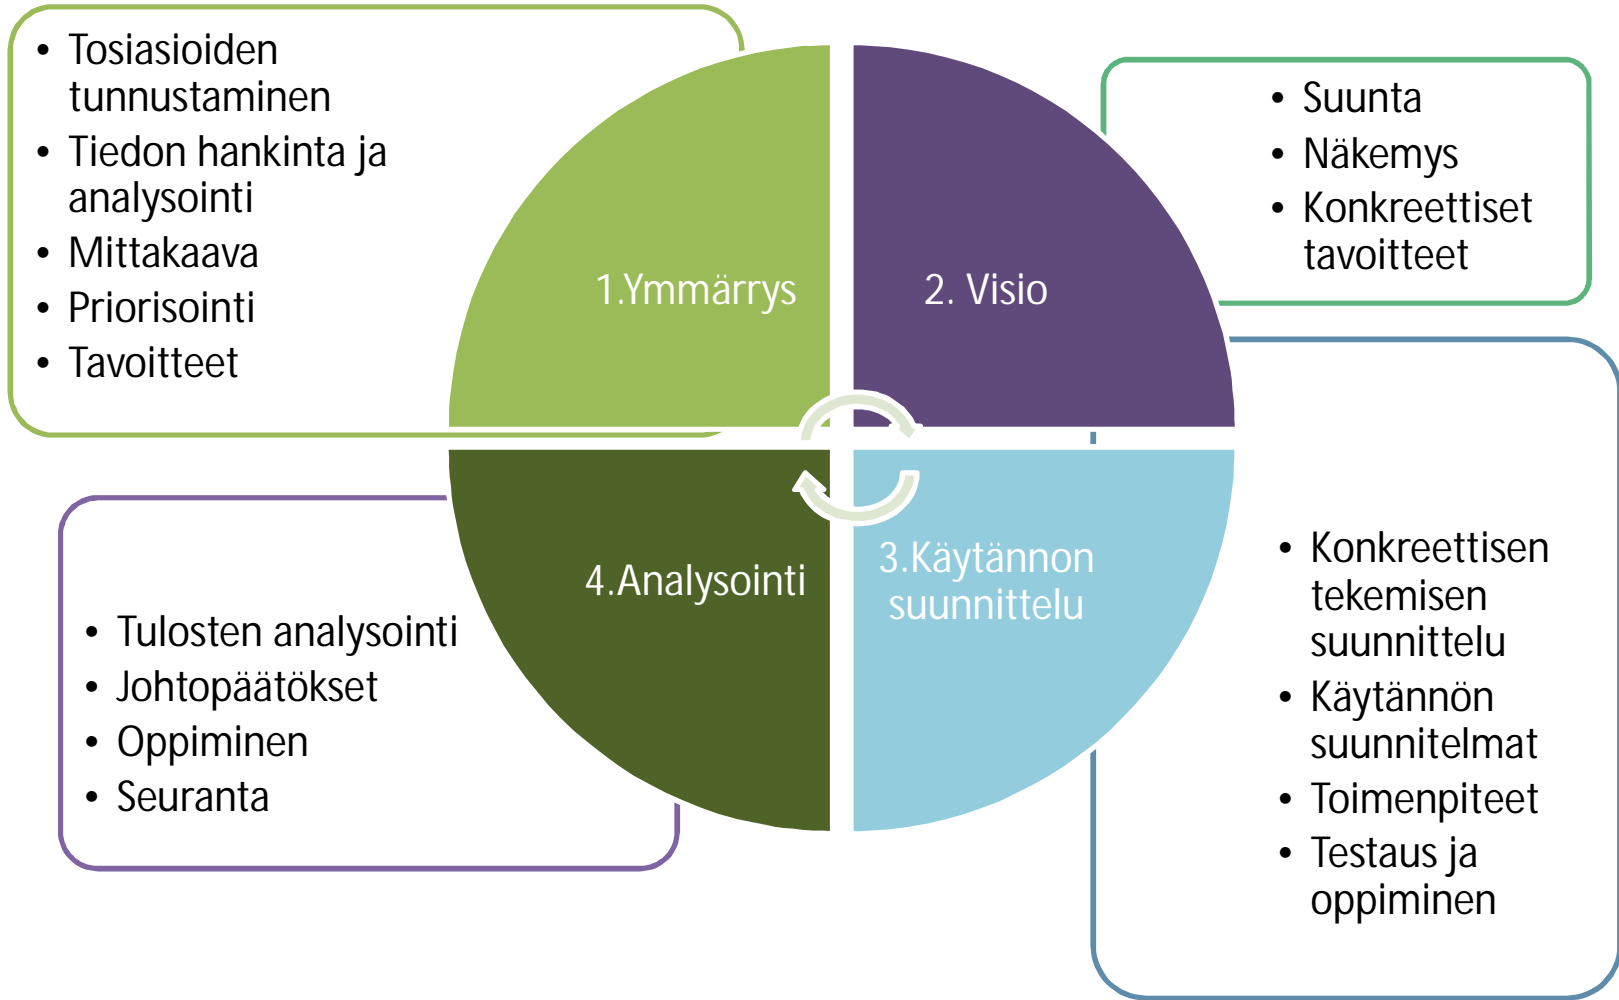 • Tosiasioiden
tunnustaminen
• Tiedon hankinta ja
analysointi
• Mittakaava
• Priorisointi
• Tavoitteet
1.Ymmärrys
2. Visio
• Suunta
• Näkemys
• Konkreettiset
tavoitteet
3.Käytännon
suunnittelu
• Konkreettisen
tekemisen
suunnittelu
• Käytännön
suunnitelmat
• Toimenpiteet
• Testaus ja
oppiminen
4.Analysointi
• Tulosten analysointi
• Johtopäätökset
• Oppiminen
• Seuranta